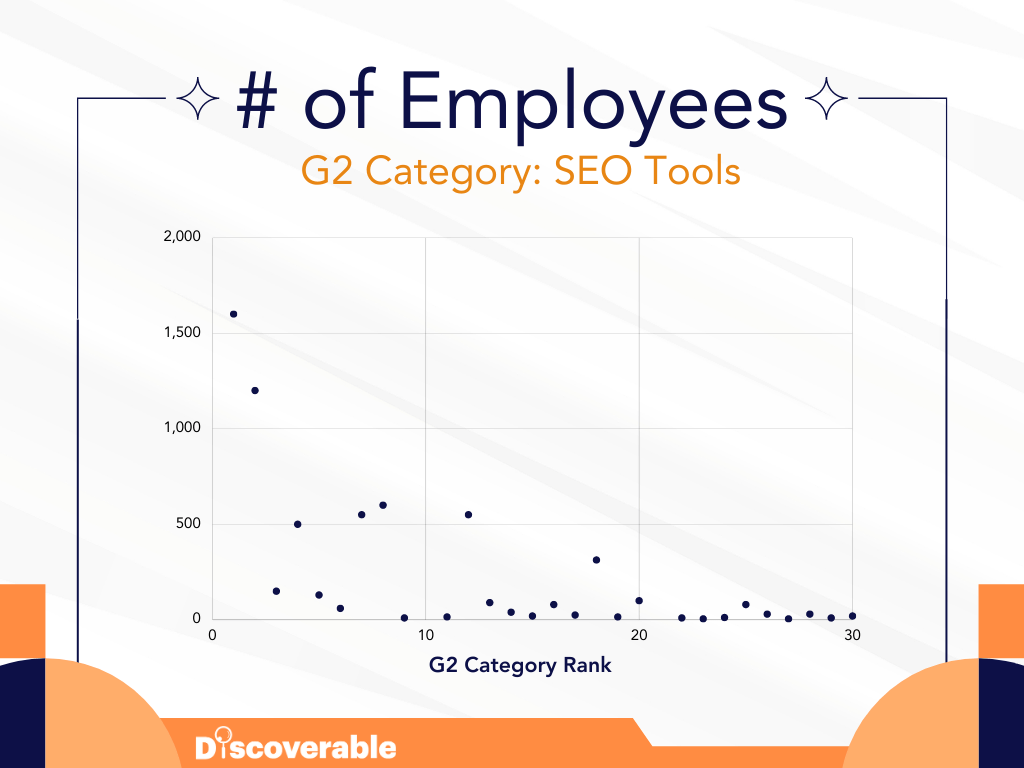 # of Employees
G2 Category: SEO Tools
2,000
1,500
1,000
500
0
0 10 20 30
G2 Category Rank
Discoverable